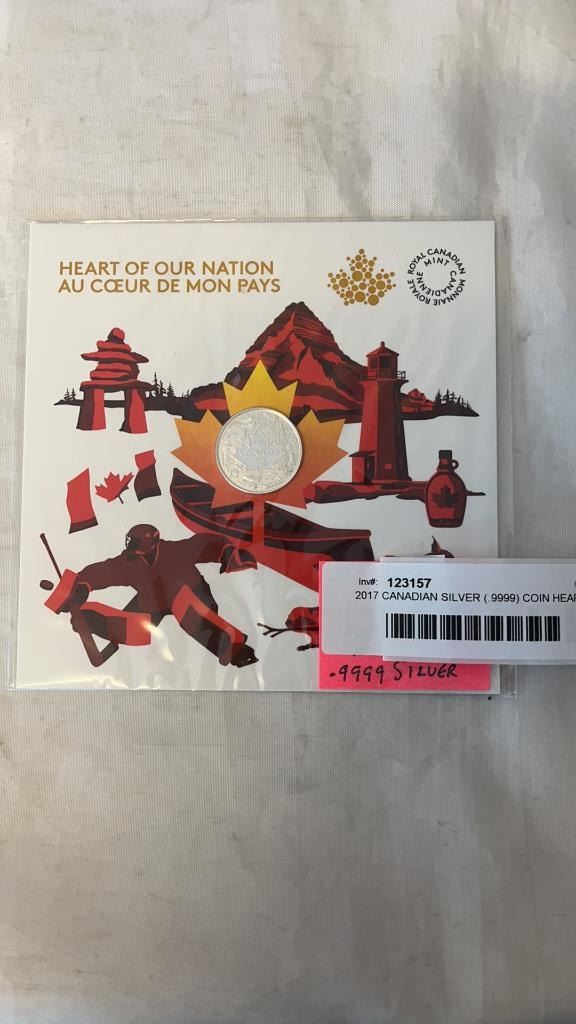 HEART OF OUR NATION
AU CŒUR DE MON PAYS
ROYAL CANADIAN MINT
MONNAIE ROYALE CANADIENNE
Inv#: 123157
2017 CANADIAN SILVER (.9999) COIN HEAR
.9999 SILVER